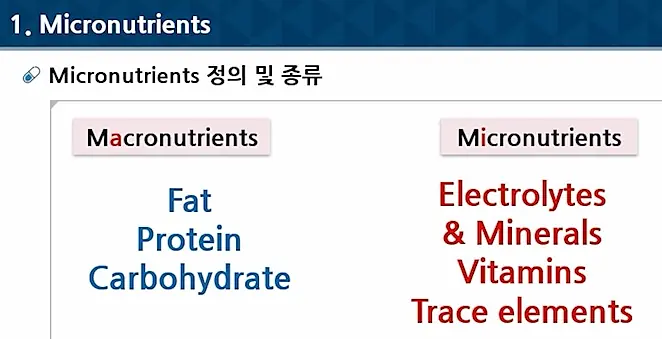 1. Micronutrients
Micronutrients 정의 및 종류
Macronutrients
Fat
Protein
Carbohydrate
Micronutrients
Electrolytes
& Minerals
Vitamins
Trace elements